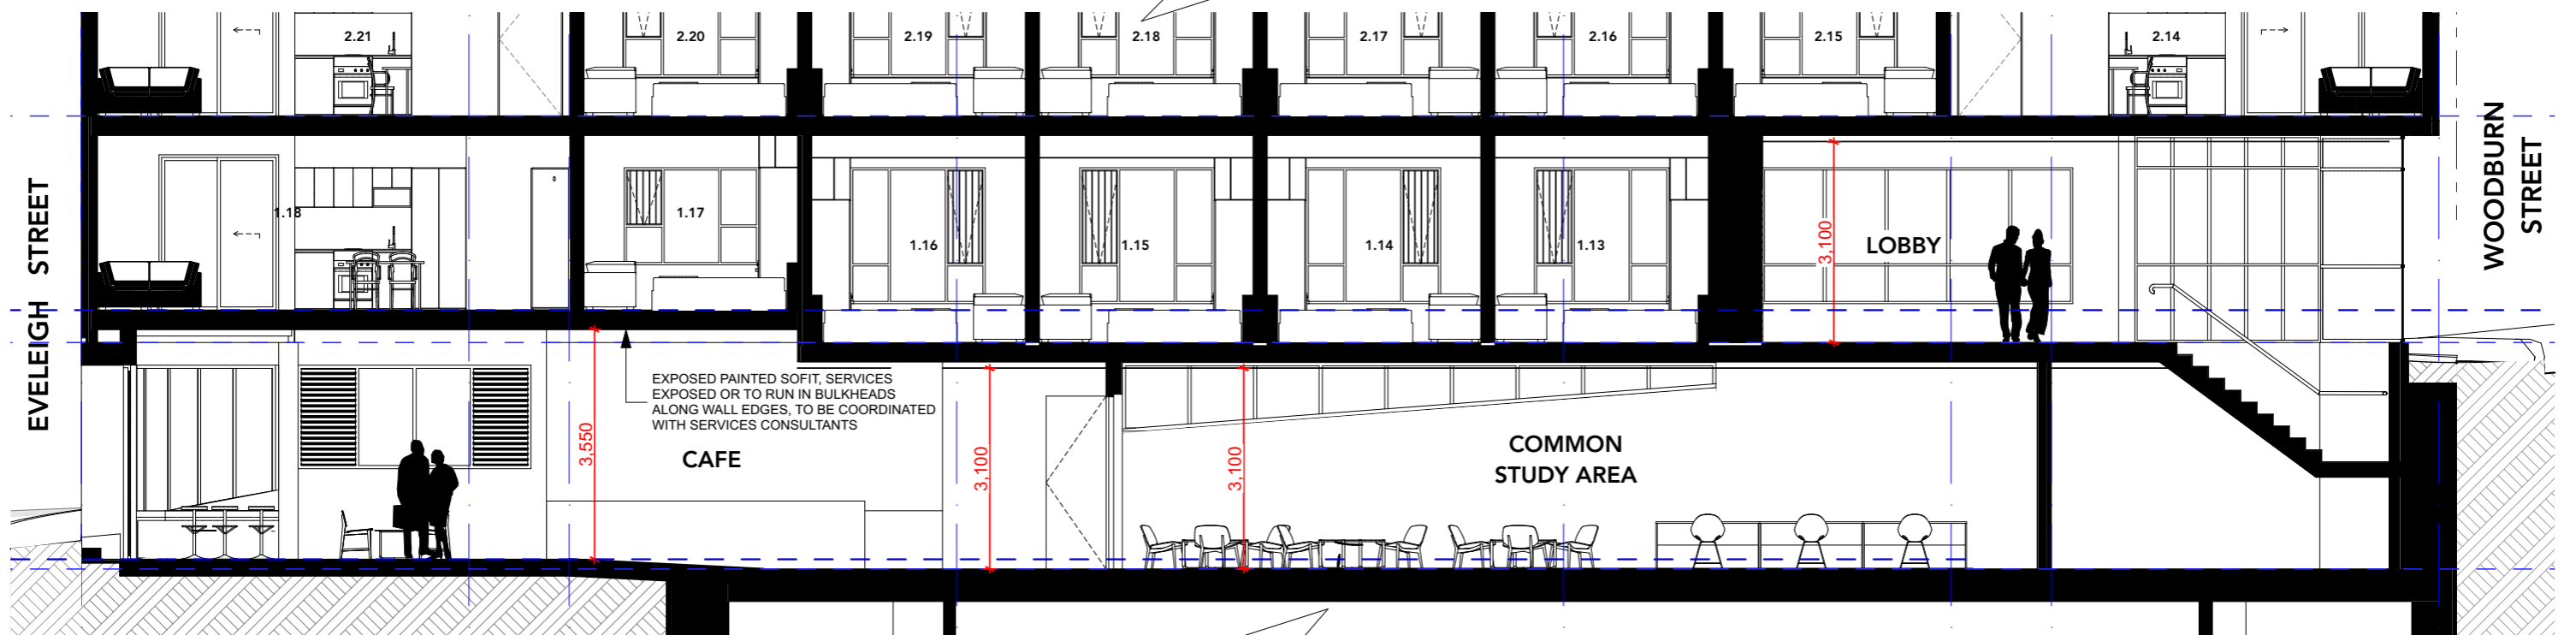 2.21
2.20
2.19
2.18
2.17
2.16
2.15
2.14
EVELEIGH STREET
WOODBURN
STREET
1.18
1.17
1.16
1.15
1.14
1.13
3,100
LOBBY
EXPOSED PAINTED SOFIT, SERVICES
EXPOSED OR TO RUN IN BULKHEADS
ALONG WALL EDGES, TO BE COORDINATED
WITH SERVICES CONSULTANTS
3,550
CAFE
3,100
3,100
COMMON
STUDY AREA